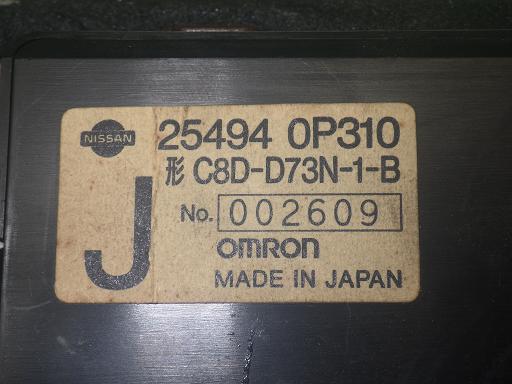 NISSAN
25494 0P310
形 C8D-D73N-1-B
J
No. 002609
omron
MADE IN JAPAN